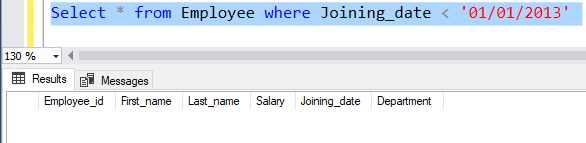 Select * from Employee where Joining_date < '01/01/2013'
130 %
Results Messages
Employee_id First_name Last_name Salary Joining_date Department